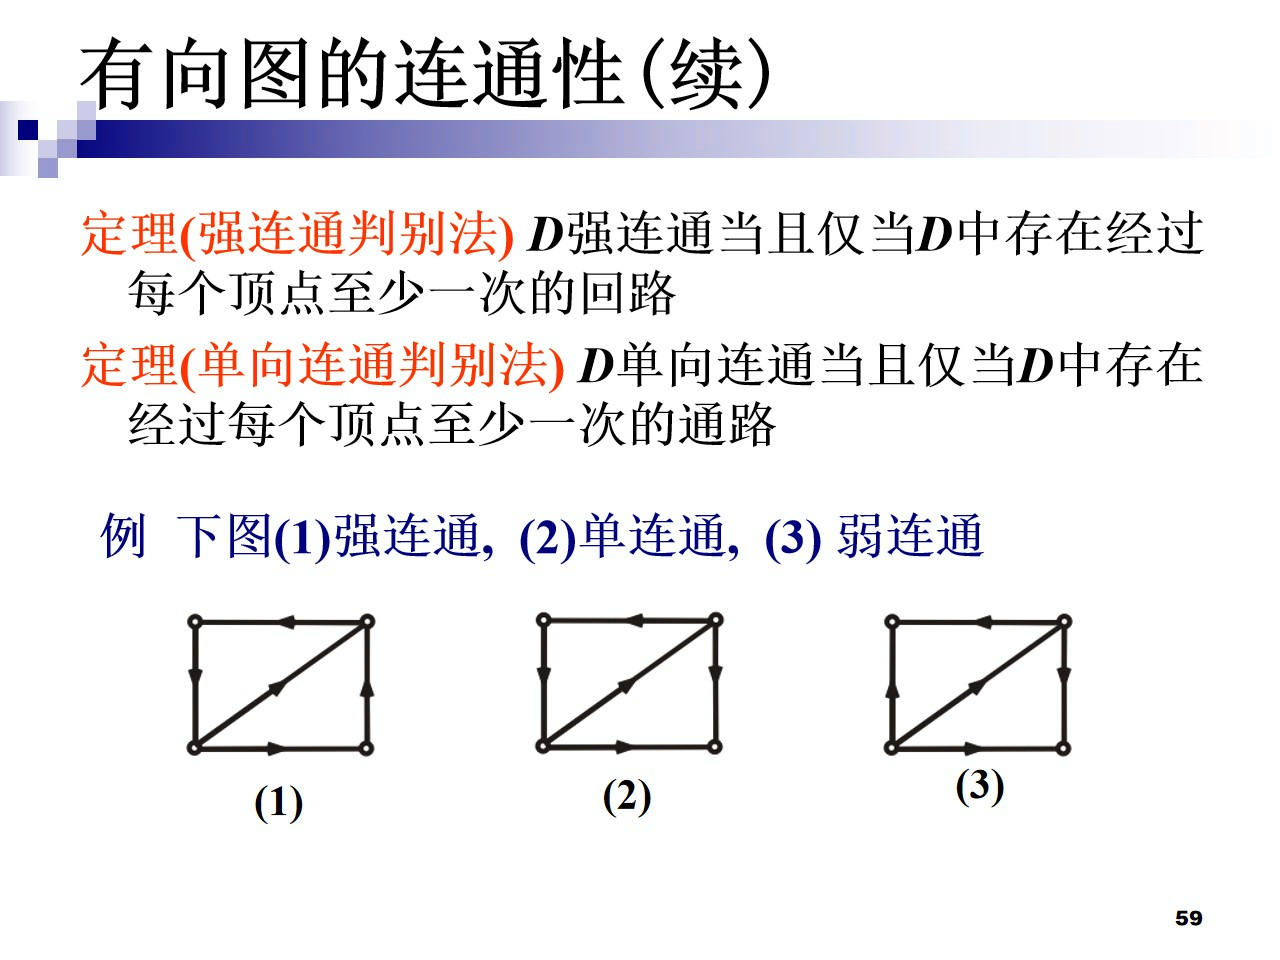 有向图的连通性(续)
定理(强连通判别法) D强连通当且仅当D中存在经过
每个顶点至少一次的回路
定理(单向连通判别法) D单向连通当且仅当D中存在
经过每个顶点至少一次的通路
例 下图(1)强连通, (2)单连通, (3) 弱连通
(1)
(2)
(3)
59